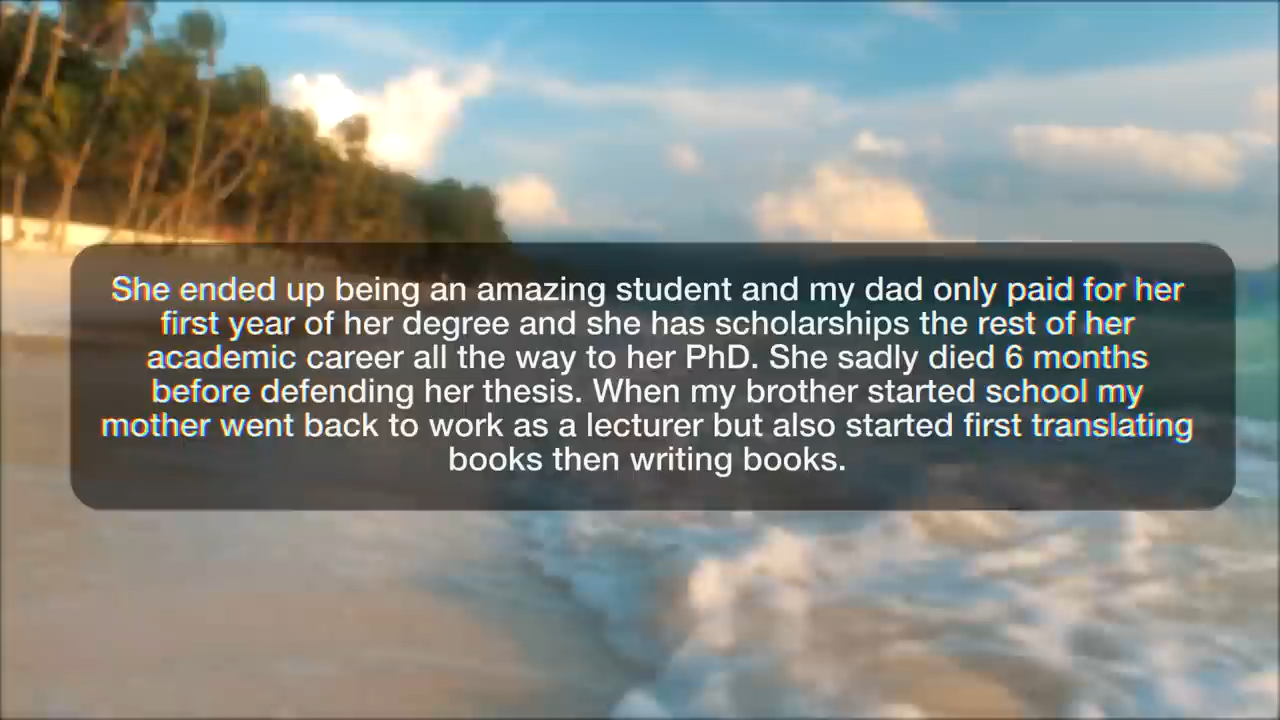 She ended up being an amazing student and my dad only paid for her
first year of her degree and she has scholarships the rest of her
academic career all the way to her PhD. She sadly died 6 months
before defending her thesis. When my brother started school my
mother went back to work as a lecturer but also started first translating
books then writing books.